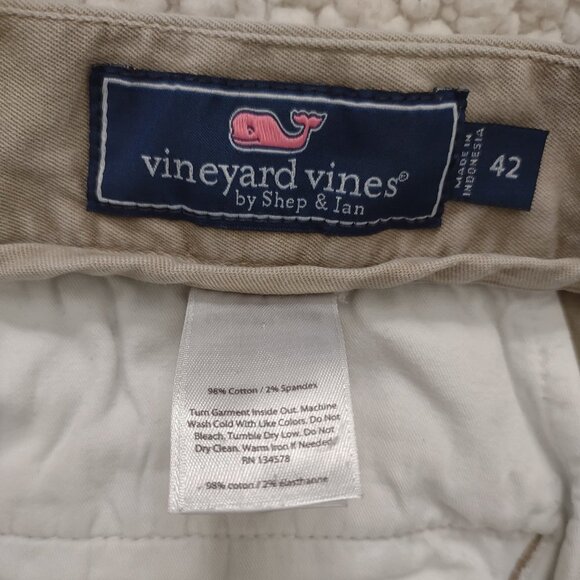 vineyard vines®
by Shep & Ian
MADE IN
INDONESIA
42
98% Cotton / 2% Spandex
Turn Garment Inside Out. Machine
Wash Cold With Like Colors. Do Not
Bleach. Tumble Dry Low. Do Not
Dry Clean. Warm Iron If Needed.
RN 134578
98% coton / 2% élasthanne